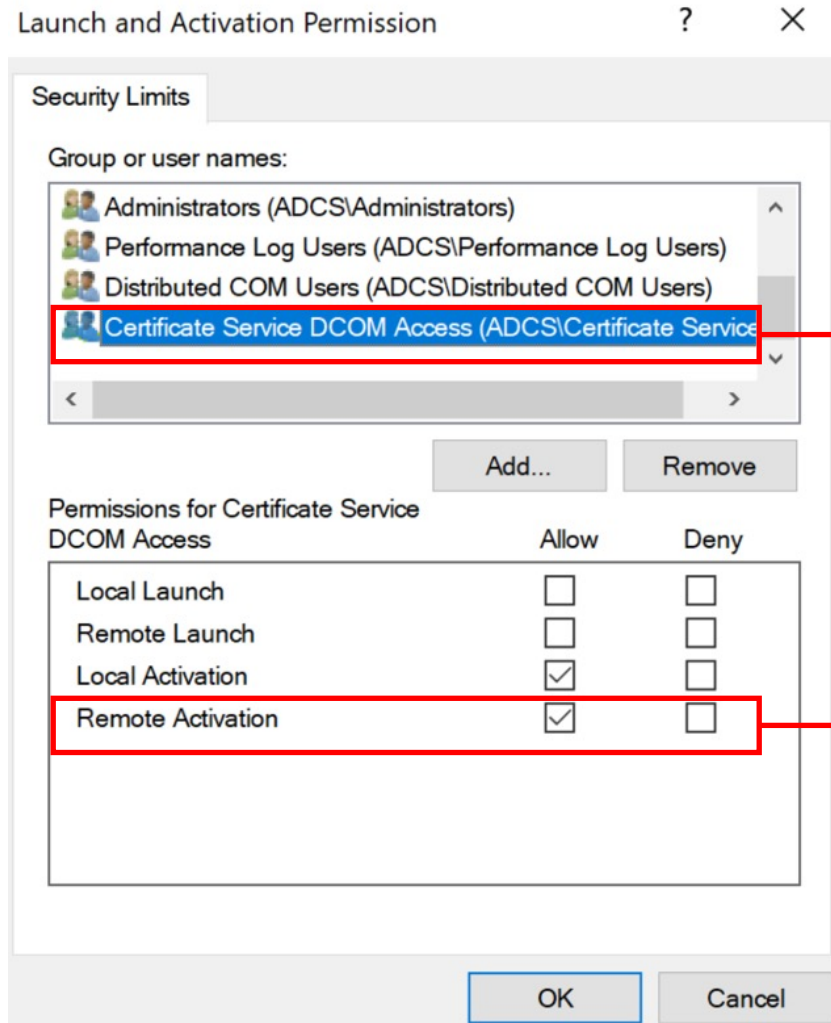 Launch and Activation Permission
Security Limits
Group or user names:
Administrators (ADCS\Administrators)
Performance Log Users (ADCS\Performance Log Users)
Distributed COM Users (ADCS\Distributed COM Users)
Certificate Service DCOM Access (ADCS\Certificate Service
Add... Remove
Permissions for Certificate Service
DCOM Access Allow Deny
Local Launch
Remote Launch
Local Activation
Remote Activation
OK Cancel